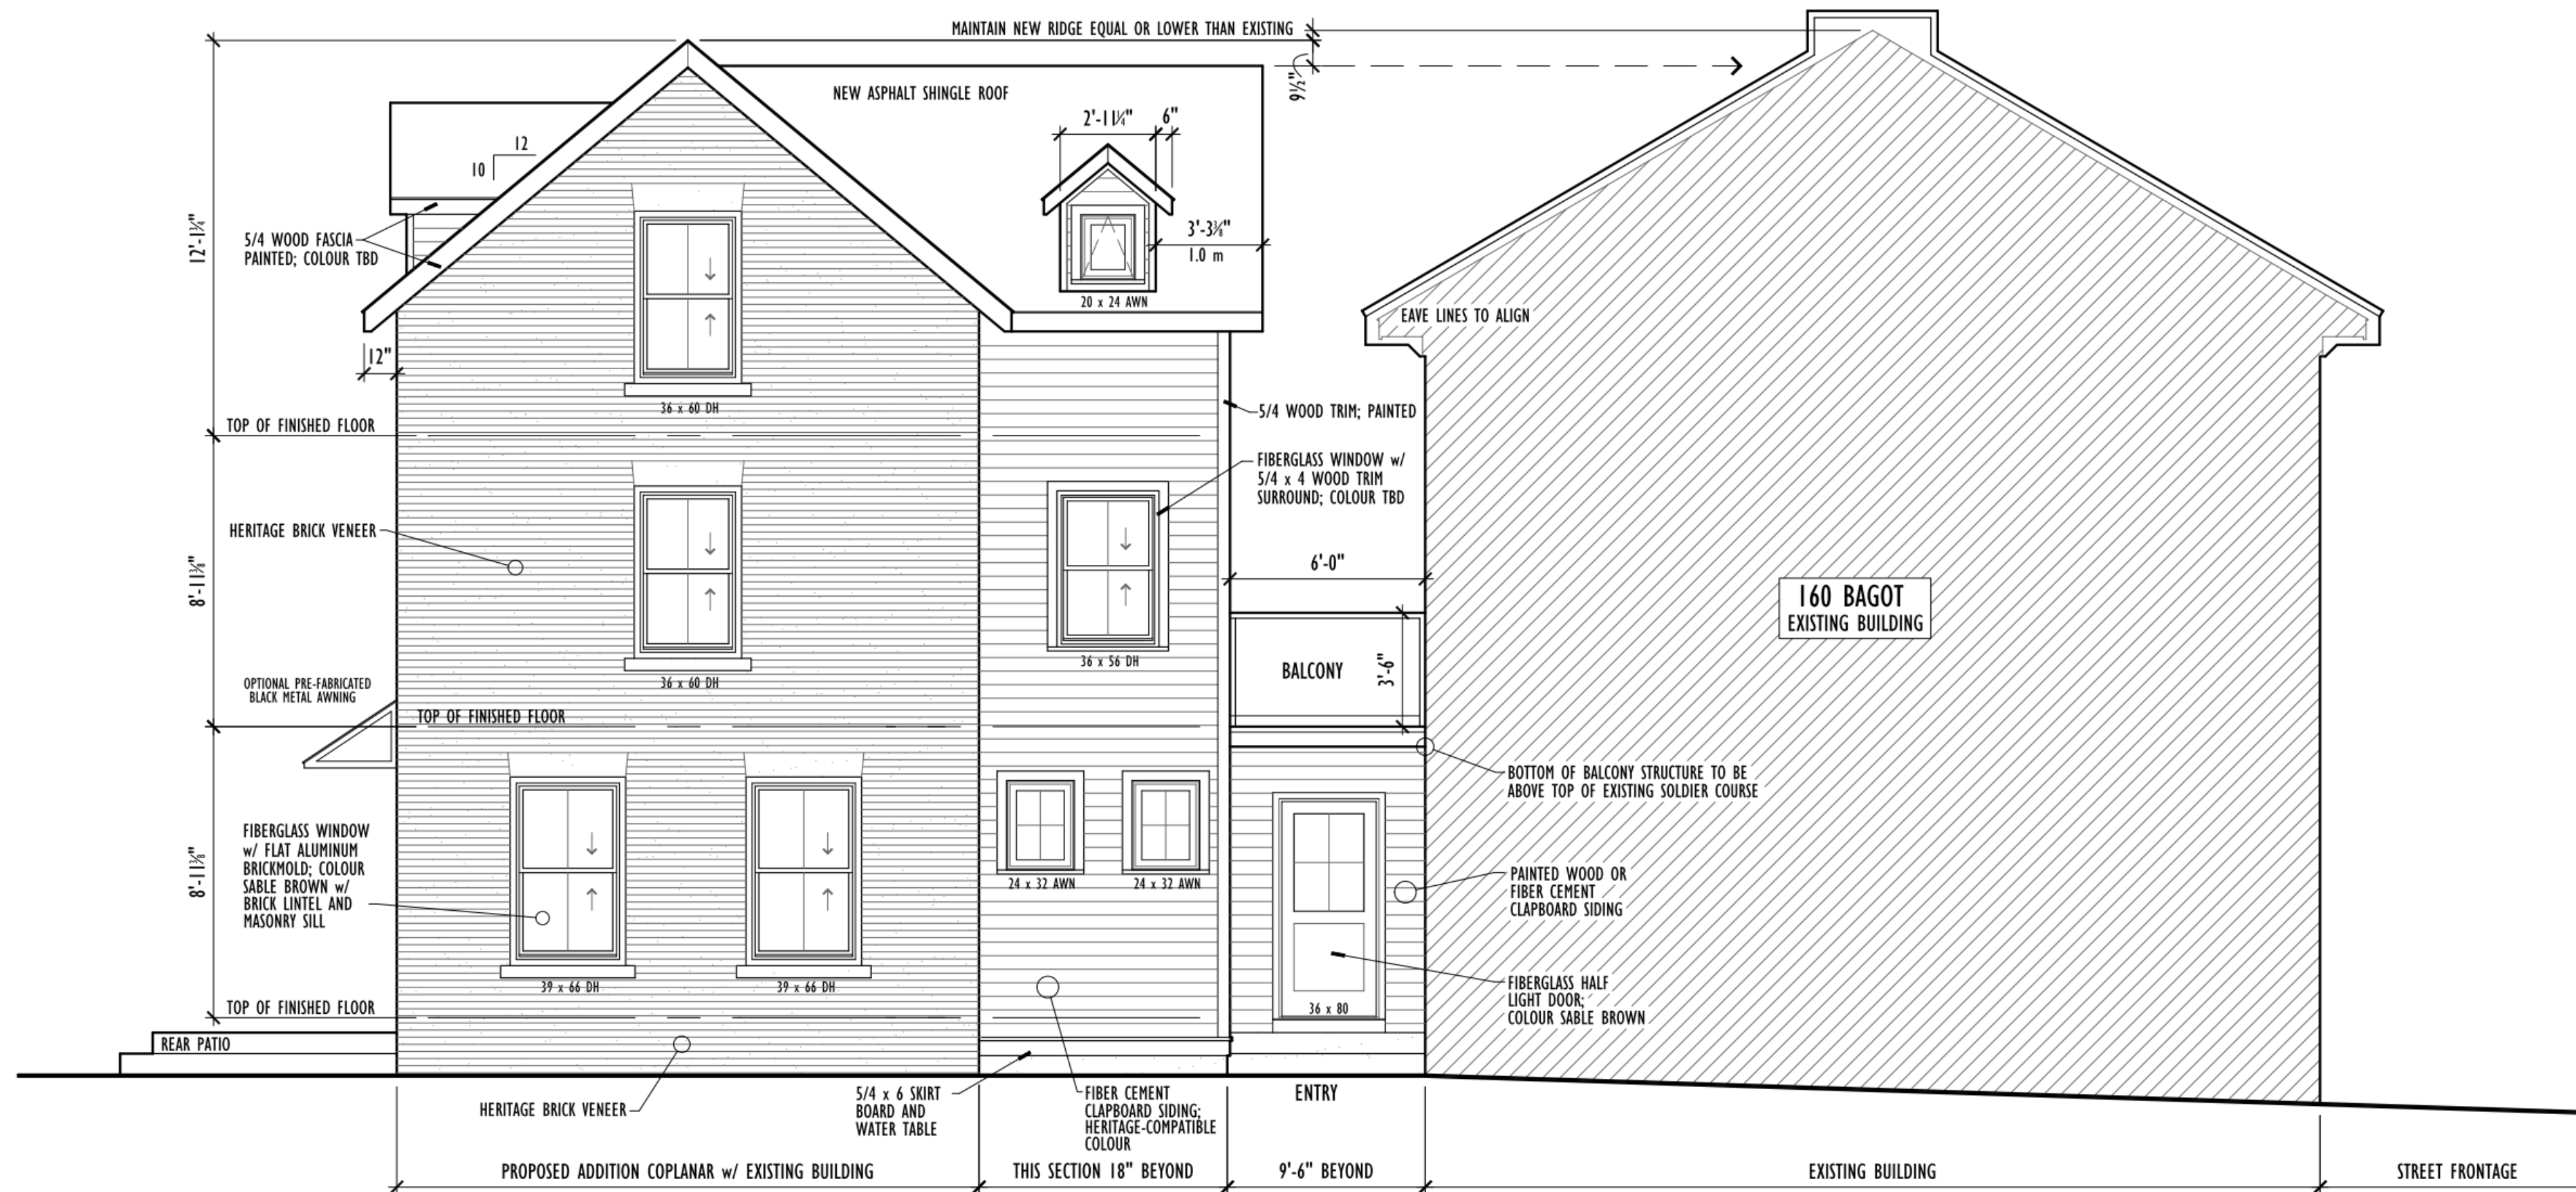 MAINTAIN NEW RIDGE EQUAL OR LOWER THAN EXISTING
NEW ASPHALT SHINGLE ROOF
9½"
2'-11¼"
6"
12
10
12'-1¼"
5/4 WOOD FASCIA
PAINTED; COLOUR TBD
3'-3⅜"
1.0 m
20 x 24 AWN
EAVE LINES TO ALIGN
12"
36 x 60 DH
TOP OF FINISHED FLOOR
5/4 WOOD TRIM; PAINTED
FIBERGLASS WINDOW w/
5/4 x 4 WOOD TRIM
SURROUND; COLOUR TBD
HERITAGE BRICK VENEER
8'-11⅜"
6'-0"
160 BAGOT
EXISTING BUILDING
36 x 56 DH
BALCONY
3'-6"
36 x 60 DH
OPTIONAL PRE-FABRICATED
BLACK METAL AWNING
TOP OF FINISHED FLOOR
BOTTOM OF BALCONY STRUCTURE TO BE
ABOVE TOP OF EXISTING SOLDIER COURSE
8'-11⅜"
FIBERGLASS WINDOW
w/ FLAT ALUMINUM
BRICKMOLD; COLOUR
SABLE BROWN w/
BRICK LINTEL AND
MASONRY SILL
24 x 32 AWN
24 x 32 AWN
PAINTED WOOD OR
FIBER CEMENT
CLAPBOARD SIDING
39 x 66 DH
39 x 66 DH
FIBERGLASS HALF
LIGHT DOOR;
COLOUR SABLE BROWN
36 x 80
TOP OF FINISHED FLOOR
REAR PATIO
HERITAGE BRICK VENEER
5/4 x 6 SKIRT
BOARD AND
WATER TABLE
FIBER CEMENT
CLAPBOARD SIDING;
HERITAGE-COMPATIBLE
COLOUR
ENTRY
PROPOSED ADDITION COPLANAR w/ EXISTING BUILDING
THIS SECTION 18" BEYOND
9'-6" BEYOND
EXISTING BUILDING
STREET FRONTAGE